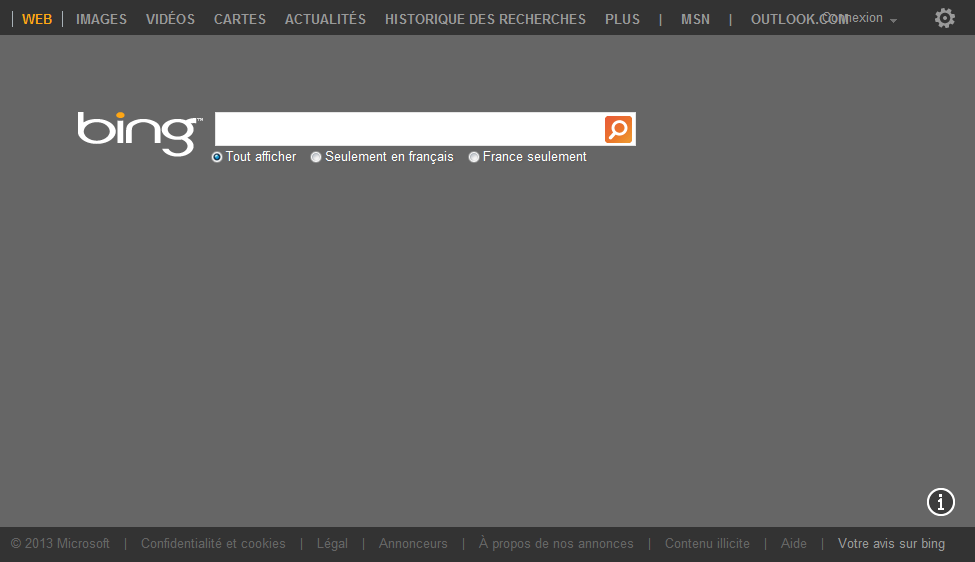 WEB IMAGES VIDÉOS CARTES ACTUALITÉS HISTORIQUE DES RECHERCHES PLUS | MSN | OUTLOOK.COM Connexion
bing™
Tout afficher Seulement en français France seulement
© 2013 Microsoft | Confidentialité et cookies | Légal | Annonceurs | À propos de nos annonces | Contenu illicite | Aide | Votre avis sur bing